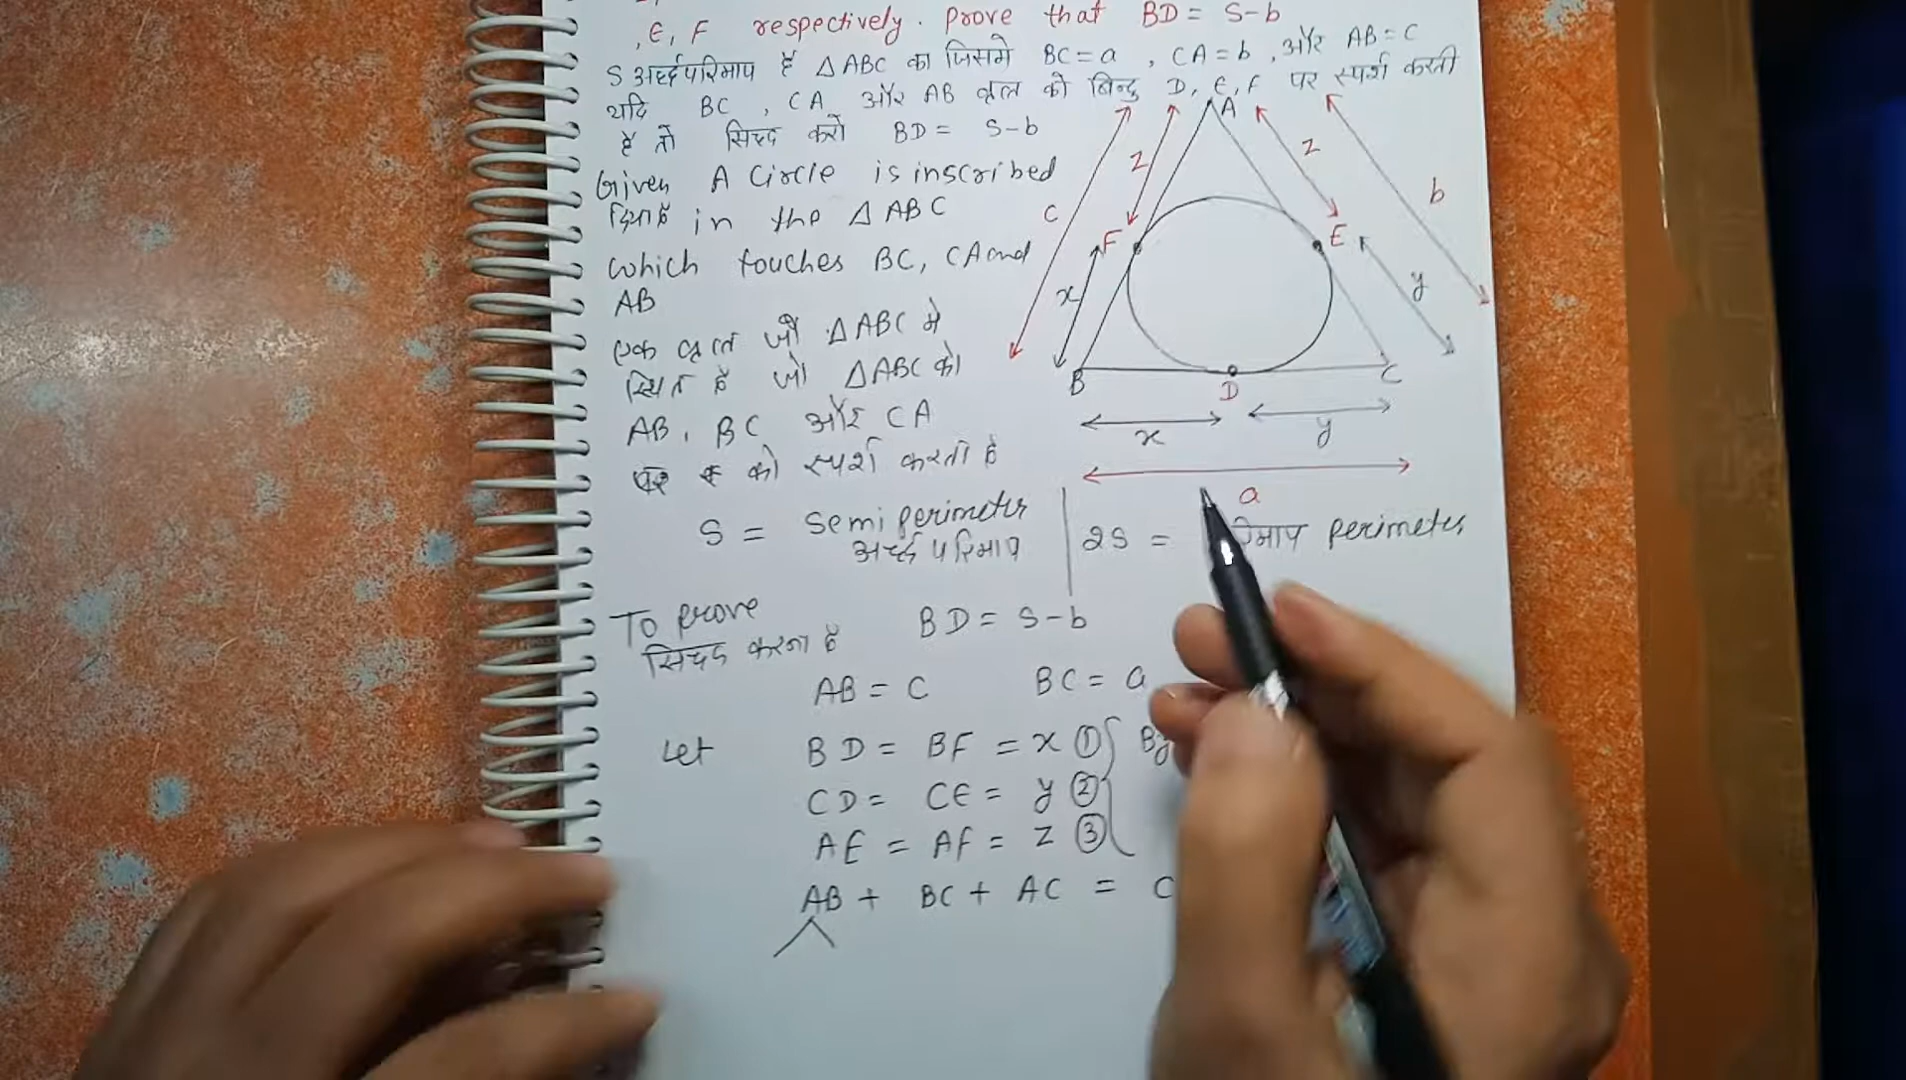 , E, F respectively. prove that BD = S-b
S अर्द्धपरिमाप है △ABC का जिसमे BC = a , CA = b , और AB = C
यदि BC , CA और AB वृत्त को बिन्दु D, E, F पर स्पर्श करती
है तो सिद्ध करो BD = S-b
Given A Circle is inscribed
दिया है in the △ ABC
which touches BC, CA and
AB
एक वृत्त जो △ABC मे
स्थित है जो △ABC को
AB, BC और CA
को स्पर्श करता है
S = Semi perimeter
अर्द्ध परिमाप
2S = रिमाप perimeter
To prove BD = S-b
सिद्ध करना है
AB = C BC = a
Let BD = BF = x ①
CD = CE = y ②
AE = AF = z ③
By
AB + BC + AC = C
A
z
z
b
c
F
E
x
y
B
D
C
x
y
a